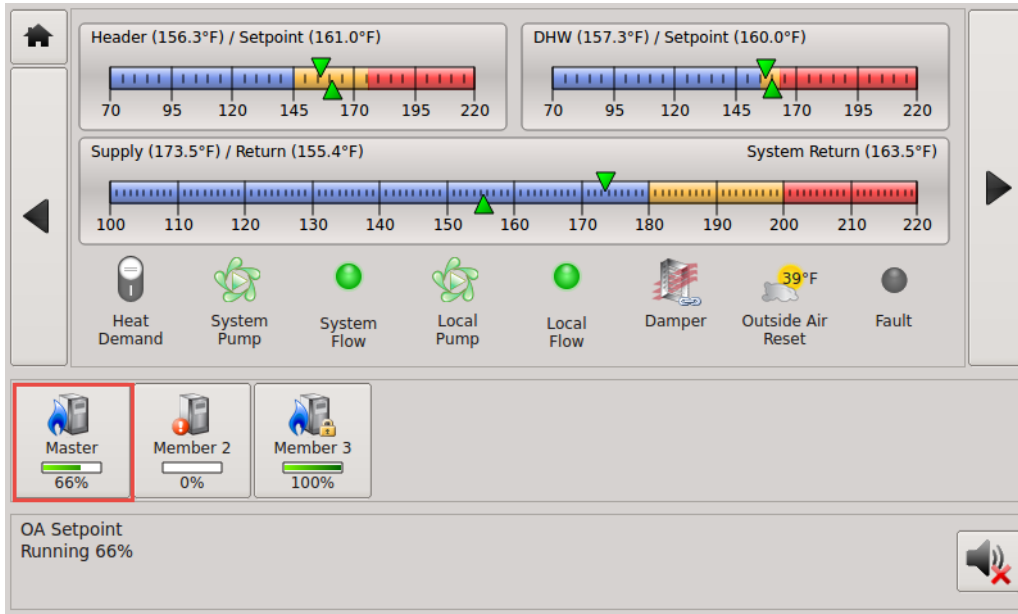 Header (156.3°F) / Setpoint (161.0°F)
70 95 120 145 170 195 220
DHW (157.3°F) / Setpoint (160.0°F)
70 95 120 145 170 195 220
Supply (173.5°F) / Return (155.4°F) System Return (163.5°F)
100 110 120 130 140 150 160 170 180 190 200 210 220
39°F
Heat
Demand
System
Pump
System
Flow
Local
Pump
Local
Flow
Damper
Outside Air
Reset
Fault
Master
66%
Member 2
0%
Member 3
100%
OA Setpoint
Running 66%